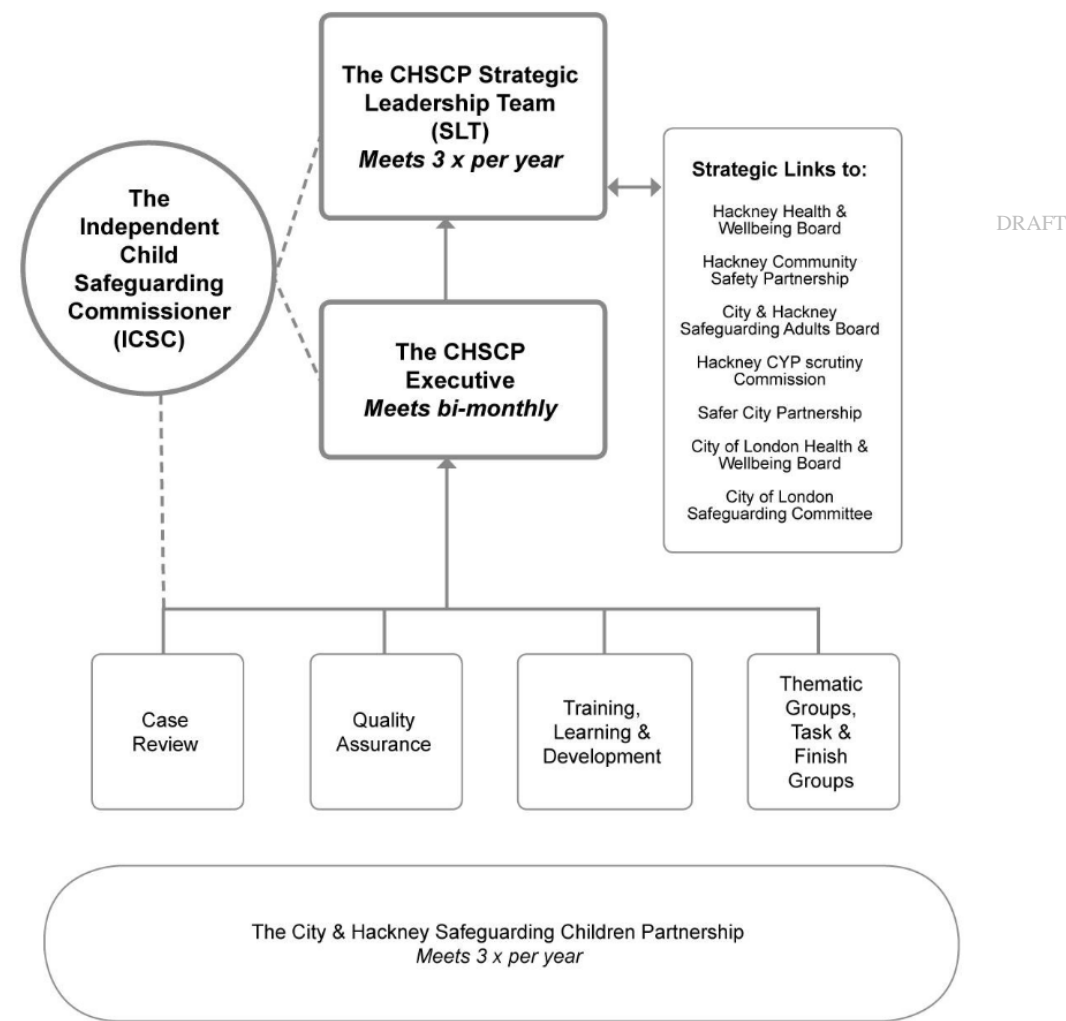 The CHSCP Strategic
Leadership Team
(SLT)
Meets 3 x per year
The
Independent
Child
Safeguarding
Commissioner
(ICSC)
Strategic Links to:
Hackney Health &
Wellbeing Board
Hackney Community
Safety Partnership
City & Hackney
Safeguarding Adults Board
Hackney CYP scrutiny
Commission
Safer City Partnership
City of London Health &
Wellbeing Board
City of London
Safeguarding Committee
DRAFT
The CHSCP
Executive
Meets bi-monthly
Case
Review
Quality
Assurance
Training,
Learning &
Development
Thematic
Groups,
Task &
Finish
Groups
The City & Hackney Safeguarding Children Partnership
Meets 3 x per year